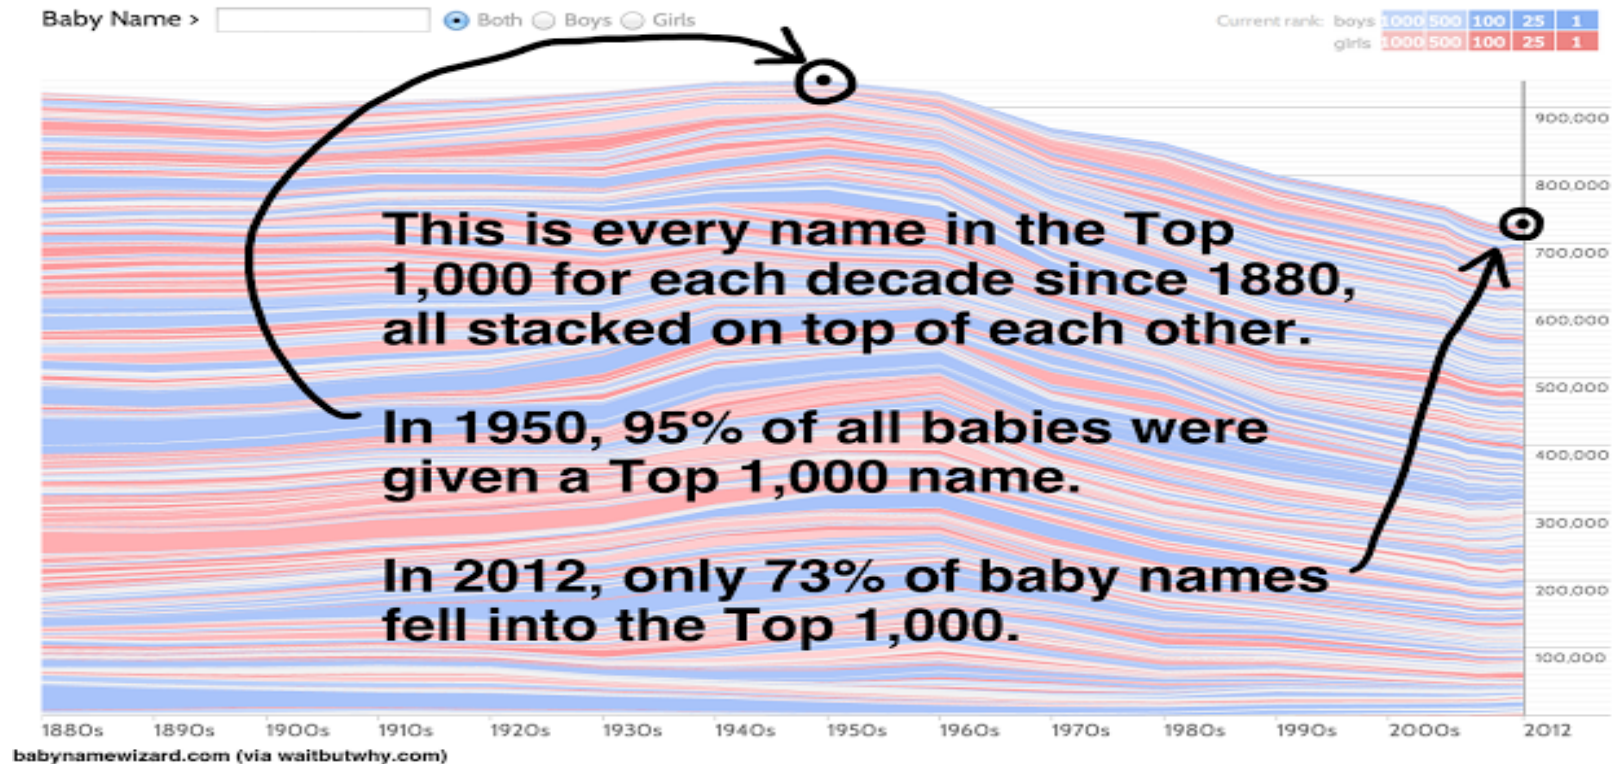 Baby Name > Both Boys Girls
Current rank: boys 1000 500 100 25 1
girls 1000 500 100 25 1
900,000
800,000
700,000
600,000
500,000
400,000
300,000
200,000
100,000
This is every name in the Top
1,000 for each decade since 1880,
all stacked on top of each other.
In 1950, 95% of all babies were
given a Top 1,000 name.
In 2012, only 73% of baby names
fell into the Top 1,000.
1880s 1890s 1900s 1910s 1920s 1930s 1940s 1950s 1960s 1970s 1980s 1990s 2000s 2012
babynamewizard.com (via waitbutwhy.com)